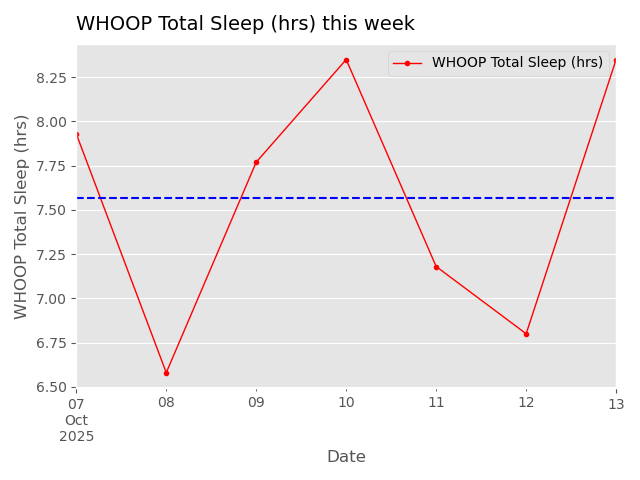 WHOOP Total Sleep (hrs) this week
WHOOP Total Sleep (hrs)
WHOOP Total Sleep (hrs)
8.25
8.00
7.75
7.50
7.25
7.00
6.75
6.50
07 08 09 10 11 12 13
Oct
2025
Date